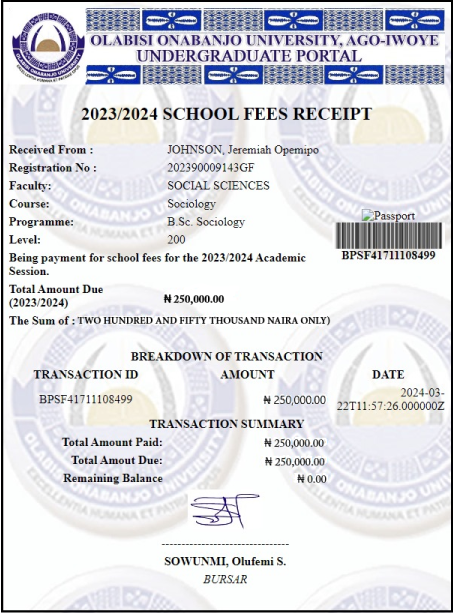 OLABISI ONABANJO UNIVERSITY, AGO-IWOYE
UNDERGRADUATE PORTAL
2023/2024 SCHOOL FEES RECEIPT
Received From : JOHNSON, Jeremiah Opemipo
Registration No : 202390009143GF
Faculty: SOCIAL SCIENCES
Course: Sociology
Programme: B.Sc. Sociology
Level: 200
Passport
BPSF41711108499
Being payment for school fees for the 2023/2024 Academic
Session.
Total Amount Due
(2023/2024) ₦ 250,000.00
The Sum of : TWO HUNDRED AND FIFTY THOUSAND NAIRA ONLY)
BREAKDOWN OF TRANSACTION
TRANSACTION ID AMOUNT DATE
BPSF41711108499 ₦ 250,000.00 2024-03-
22T11:57:26.000000Z
TRANSACTION SUMMARY
Total Amount Paid: ₦ 250,000.00
Total Amout Due: ₦ 250,000.00
Remaining Balance ₦ 0.00
SOWUNMI, Olufemi S.
BURSAR